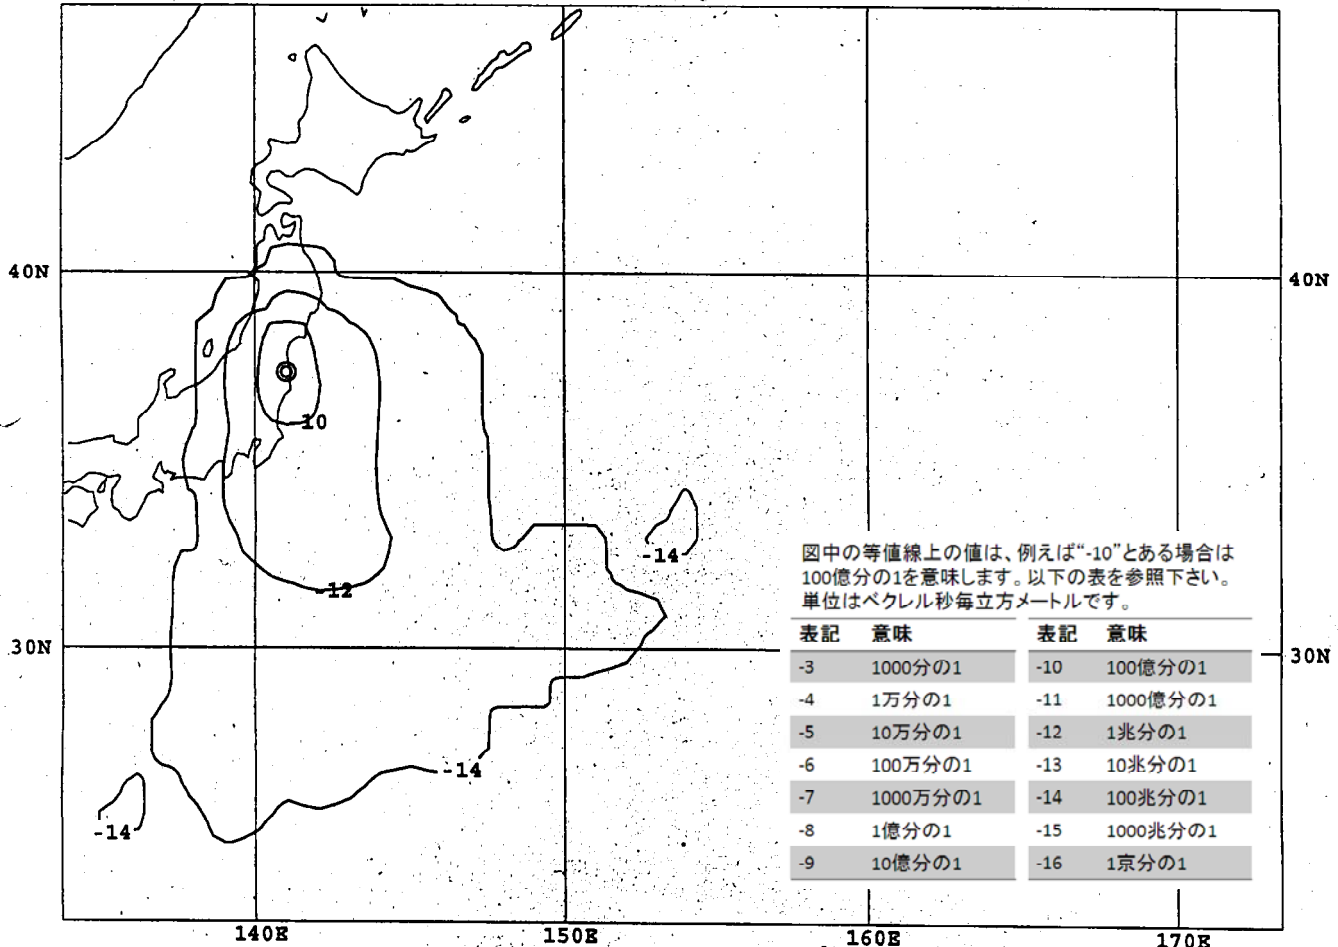 40N
40N
-10
-14
-12
30N
30N
-14
-14
図中の等値線上の値は、例えば“-10”とある場合は
100億分の1を意味します。以下の表を参照下さい。
単位はベクレル秒毎立方メートルです。
表記 意味 表記 意味
-3 1000分の1 -10 100億分の1
-4 1万分の1 -11 1000億分の1
-5 10万分の1 -12 1兆分の1
-6 100万分の1 -13 10兆分の1
-7 1000万分の1 -14 100兆分の1
-8 1億分の1 -15 1000兆分の1
-9 10億分の1 -16 1京分の1
140E 150E 160E 170E